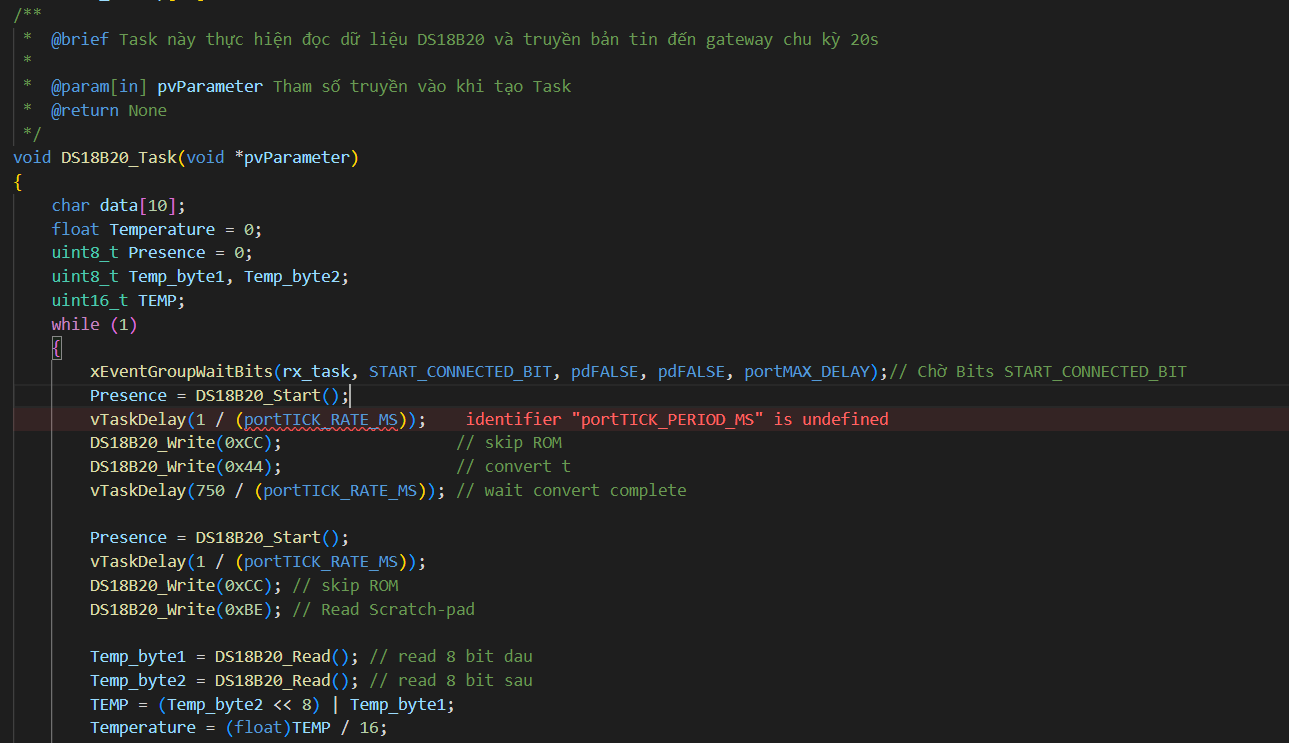 /**
 *  @brief Task này thực hiện đọc dữ liệu DS18B20 và truyền bản tin đến gateway chu kỳ 20s
 *
 *  @param[in] pvParameter Tham số truyền vào khi tạo Task
 *  @return None
 */
void DS18B20_Task(void *pvParameter)
{
    char data[10];
    float Temperature = 0;
    uint8_t Presence = 0;
    uint8_t Temp_byte1, Temp_byte2;
    uint16_t TEMP;
    while (1)
    {
        xEventGroupWaitBits(rx_task, START_CONNECTED_BIT, pdFALSE, pdFALSE, portMAX_DELAY);// Chờ Bits START_CONNECTED_BIT
        Presence = DS18B20_Start();
        vTaskDelay(1 / (portTICK_RATE_MS));    identifier "portTICK_PERIOD_MS" is undefined
        DS18B20_Write(0xCC);                  // skip ROM
        DS18B20_Write(0x44);                  // convert t
        vTaskDelay(750 / (portTICK_RATE_MS)); // wait convert complete

        Presence = DS18B20_Start();
        vTaskDelay(1 / (portTICK_RATE_MS));
        DS18B20_Write(0xCC); // skip ROM
        DS18B20_Write(0xBE); // Read Scratch-pad

        Temp_byte1 = DS18B20_Read(); // read 8 bit dau
        Temp_byte2 = DS18B20_Read(); // read 8 bit sau
        TEMP = (Temp_byte2 << 8) | Temp_byte1;
        Temperature = (float)TEMP / 16;